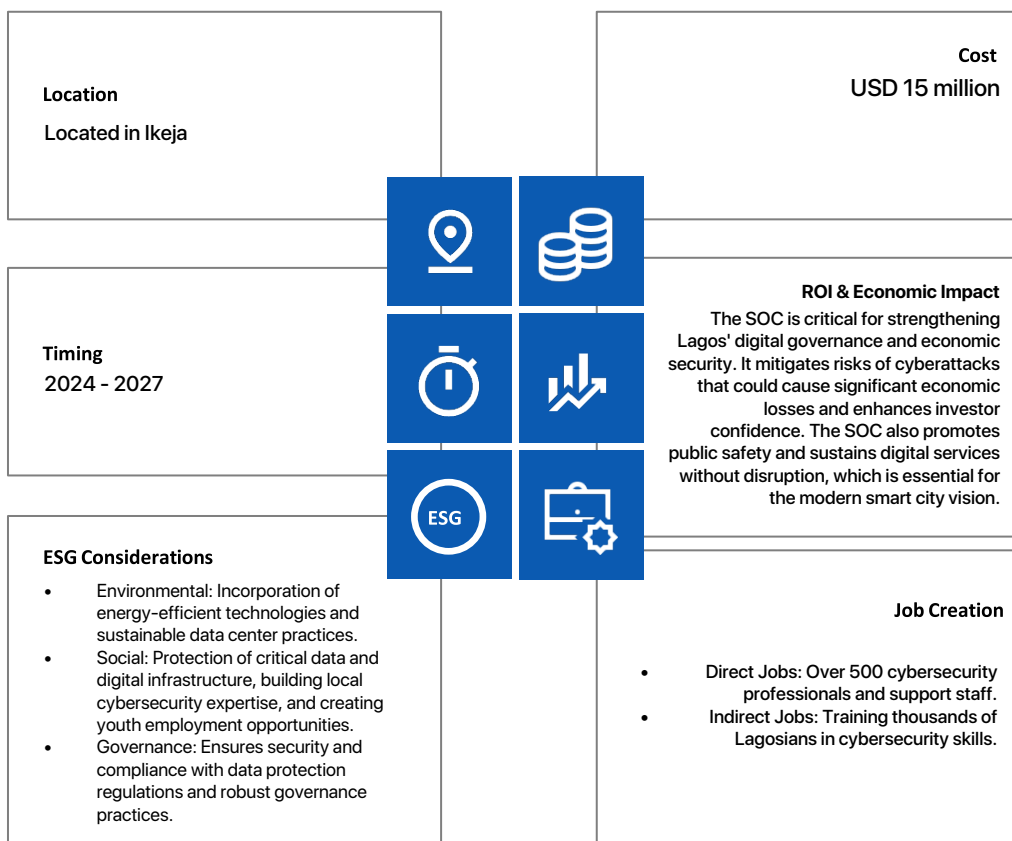 Location
Located in Ikeja
Cost
USD 15 million
Timing
2024 - 2027
ROI & Economic Impact
The SOC is critical for strengthening
Lagos' digital governance and economic
security. It mitigates risks of cyberattacks
that could cause significant economic
losses and enhances investor
confidence. The SOC also promotes
public safety and sustains digital services
without disruption, which is essential for
the modern smart city vision.
ESG
ESG Considerations
• Environmental: Incorporation of
energy-efficient technologies and
sustainable data center practices.
• Social: Protection of critical data and
digital infrastructure, building local
cybersecurity expertise, and creating
youth employment opportunities.
• Governance: Ensures security and
compliance with data protection
regulations and robust governance
practices.
Job Creation
• Direct Jobs: Over 500 cybersecurity
professionals and support staff.
• Indirect Jobs: Training thousands of
Lagosians in cybersecurity skills.